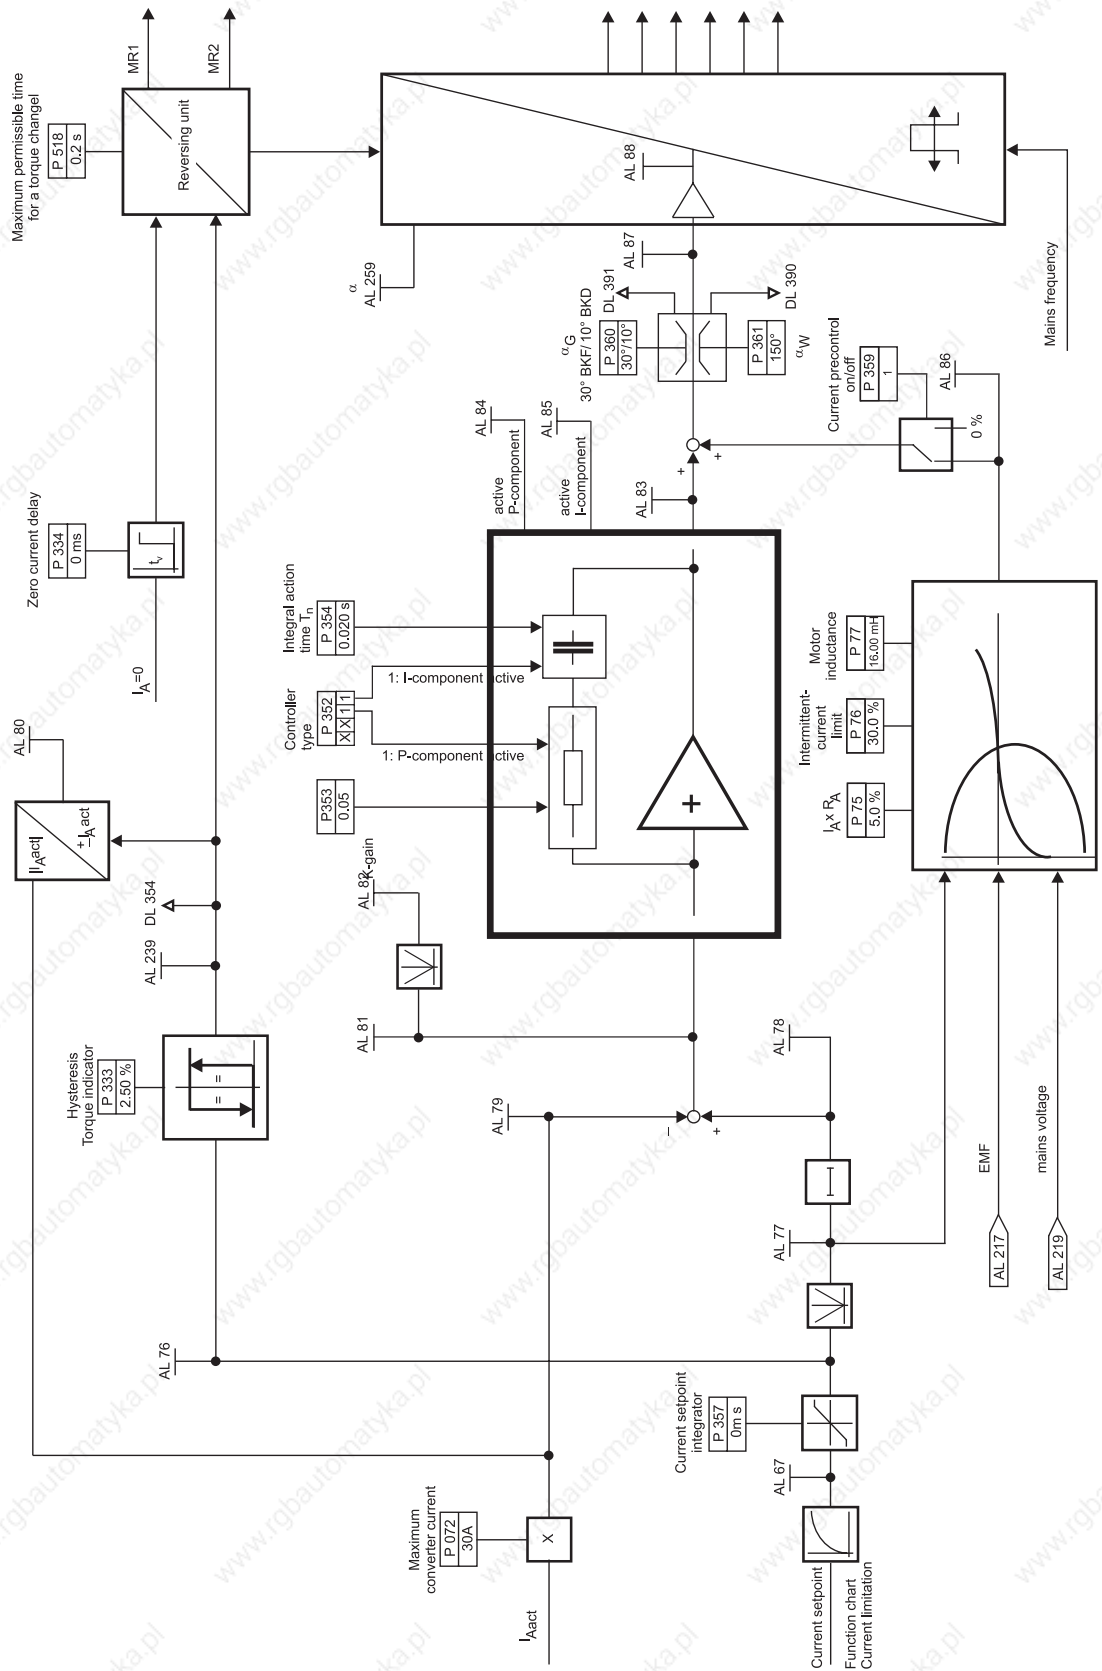 Maximum permissible time
for a torque changel
P 518
0.2 s
Reversing unit
MR1
MR2
Zero current delay
P 334
0 ms
tv
IA=0
AL 80
I'Aact|
+
–IAact
DL 354
AL 239
Hysteresis
Torque indicator
P 333
2.50 %
=
=
AL 76
α
AL 259
AL 88
AL 87
DL 391
DL 390
αG
30° BKF/ 10° BKD
P 360
30°/10°
P 361
150°
αW
Mains frequency
Current precontrol
on/off
P 359
1
AL 86
0 %
AL 84
active
P-component
AL 85
active
I-component
AL 83
+
+
Integral action
time Tn
P 354
0.020 s
1: I-component active
Controller
type
P 352
X X 1 1
1: P-component active
P353
0.05
K-gain
AL 82
+
AL 81
Motor
inductance
P 77
16.00 mH
Intermittent-
current
limit
P 76
30.0 %
IA x RA
P 75
5.0 %
AL 79
AL 78
–
+
AL 77
EMF
AL 217
mains voltage
AL 219
Current setpoint
integrator
P 357
0m s
AL 67
Maximum
converter current
P 072
30A
X
IAact
Current setpoint
Function chart
Current limitation
www.rgbautomatyka.pl